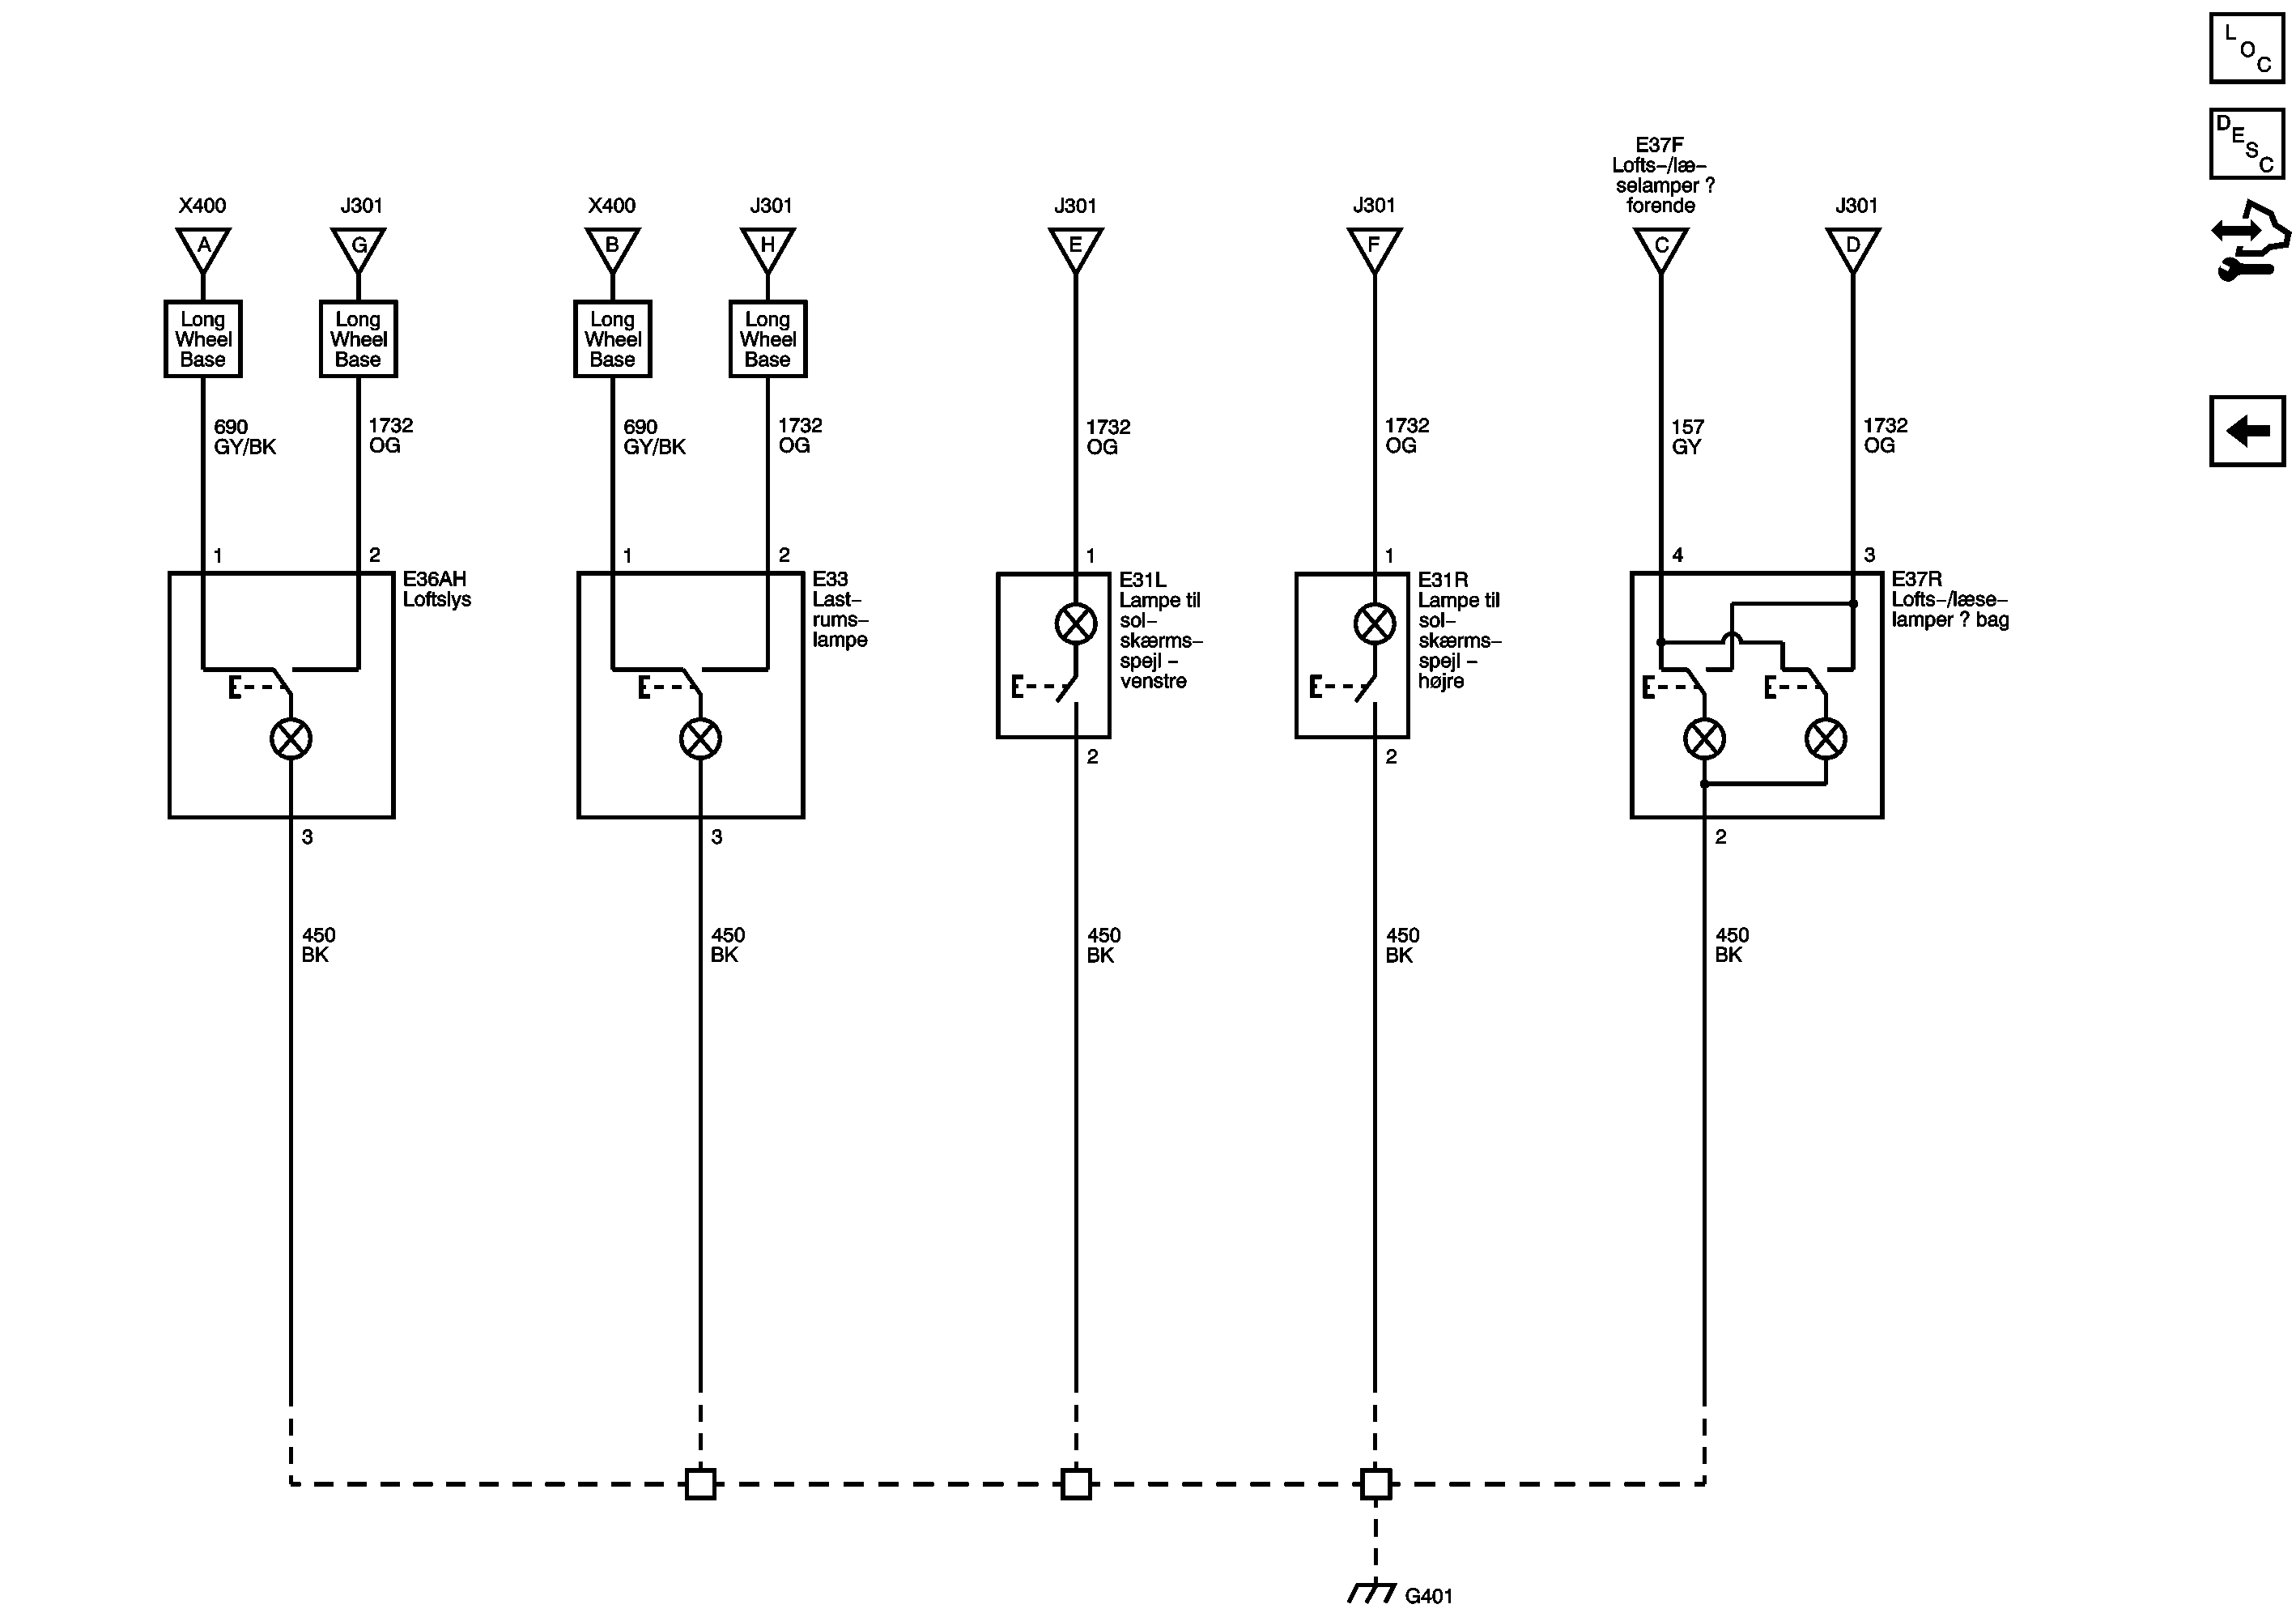 L
O
C
D
E
S
C
E37F
Lofts–/læ–
selamper ?
forende
X400
J301
X400
J301
J301
J301
J301
A
G
B
H
E
F
C
D
Long
Wheel
Base
Long
Wheel
Base
Long
Wheel
Base
Long
Wheel
Base
690
GY/BK
1732
OG
690
GY/BK
1732
OG
1732
OG
1732
OG
157
GY
1732
OG
1
2
1
2
1
1
4
3
E36AH
Loftslys
E33
Last–
rums–
lampe
E31L
Lampe til
sol–
skærms–
spejl –
venstre
E31R
Lampe til
sol–
skærms–
spejl –
højre
E37R
Lofts–/læse–
lamper ? bag
3
3
2
2
2
450
BK
450
BK
450
BK
450
BK
450
BK
G401